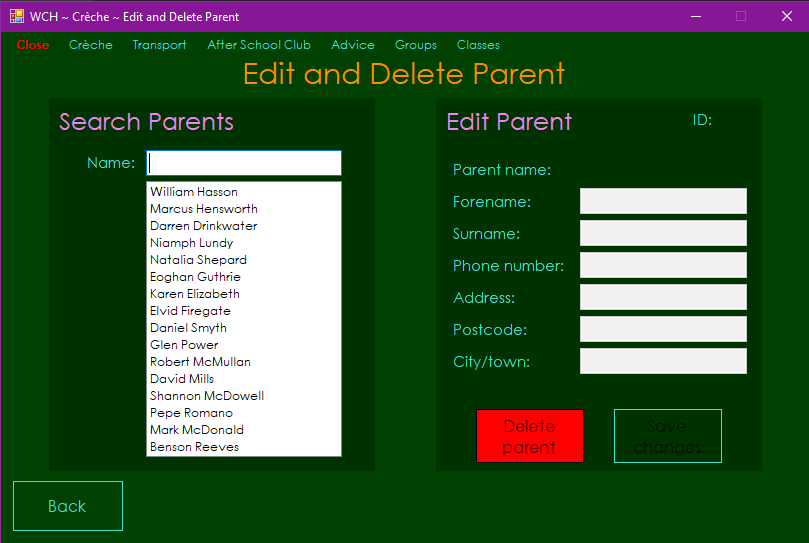 WCH ~ Crèche ~ Edit and Delete Parent
Close Crèche Transport After School Club Advice Groups Classes
Edit and Delete Parent
Search Parents
Name:
William Hasson
Marcus Hensworth
Darren Drinkwater
Niamph Lundy
Natalia Shepard
Eoghan Guthrie
Karen Elizabeth
Elvid Firegate
Daniel Smyth
Glen Power
Robert McMullan
David Mills
Shannon McDowell
Pepe Romano
Mark McDonald
Benson Reeves
Edit Parent
ID:
Parent name:
Forename:
Surname:
Phone number:
Address:
Postcode:
City/town:
Delete
parent
Save
changes
Back